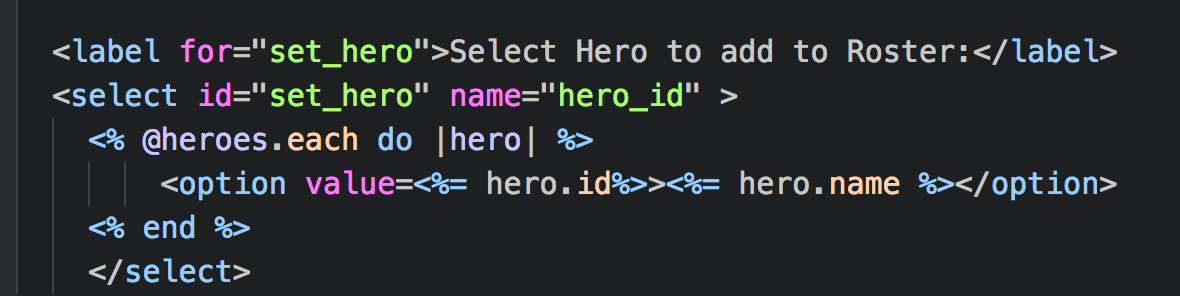 <label for="set_hero">Select Hero to add to Roster:</label>
<select id="set_hero" name="hero_id" >
<% @heroes.each do |hero| %>
<option value=<%= hero.id%>><%= hero.name %></option>
<% end %>
</select>